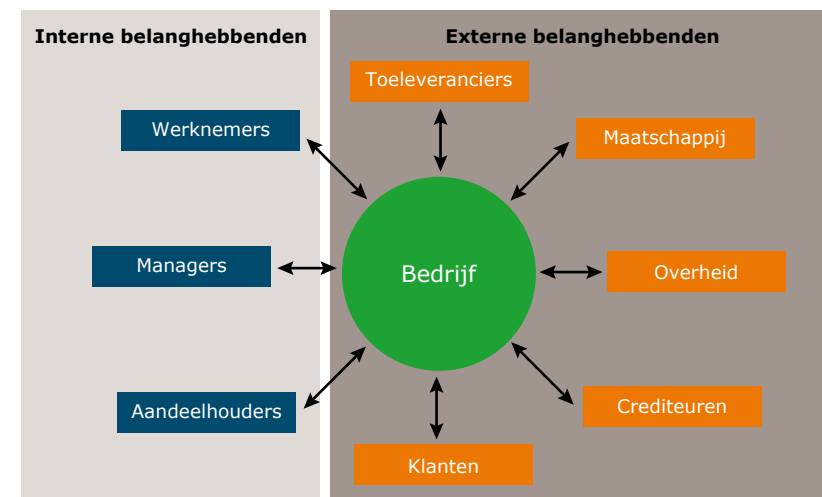 Interne belanghebbenden
Externe belanghebbenden
Toeleveranciers
Werknemers
Maatschappij
Managers
Bedrijf
Overheid
Aandeelhouders
Crediteuren
Klanten